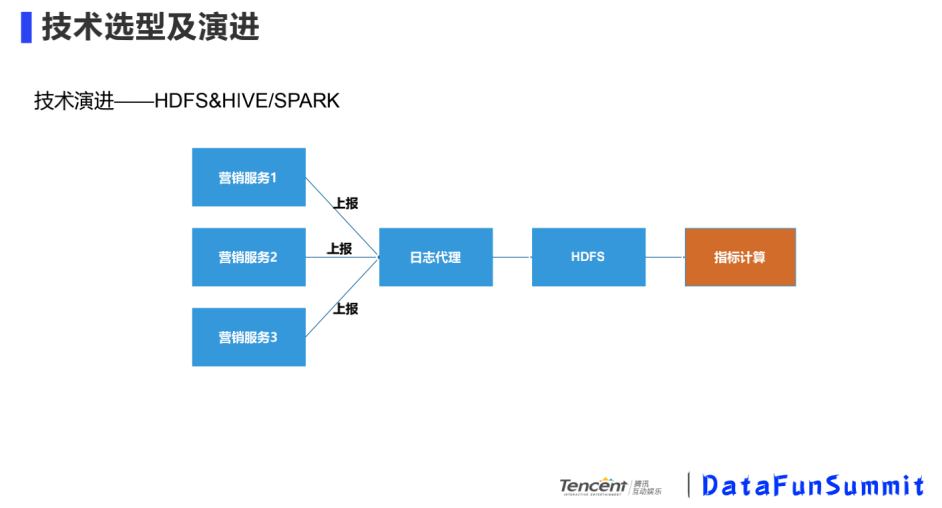 技术选型及演进
技术演进——HDFS&HIVE/SPARK
营销服务1
上报
营销服务2
上报
日志代理
HDFS
指标计算
上报
营销服务3
Tencent 腾讯
INTERACTIVE ENTERTAINMENT 互动娱乐
DataFunSummit